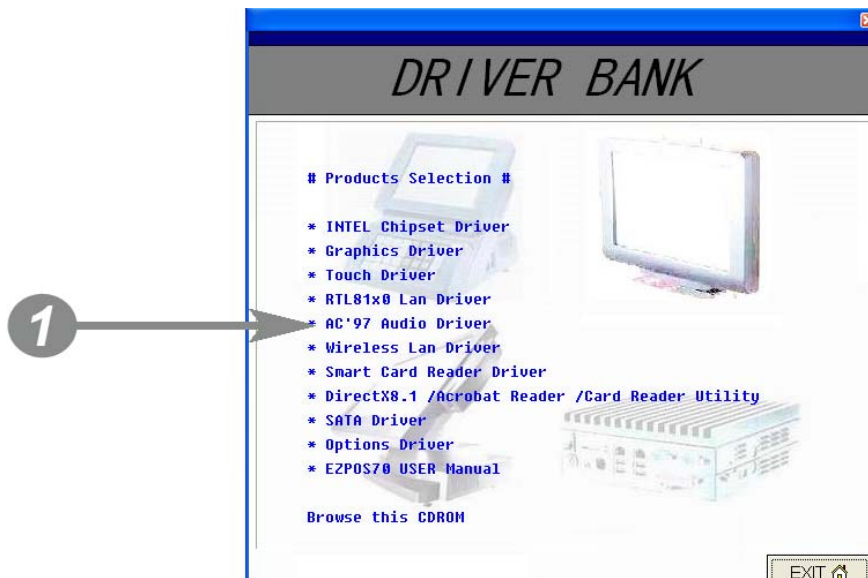 DRIVER BANK
# Products Selection #
* INTEL Chipset Driver
* Graphics Driver
* Touch Driver
* RTL81x0 Lan Driver
1
* AC'97 Audio Driver
* Wireless Lan Driver
* Smart Card Reader Driver
* DirectX8.1 /Acrobat Reader /Card Reader Utility
* SATA Driver
* Options Driver
* EZPOS70 USER Manual
Browse this CDROM
EXIT